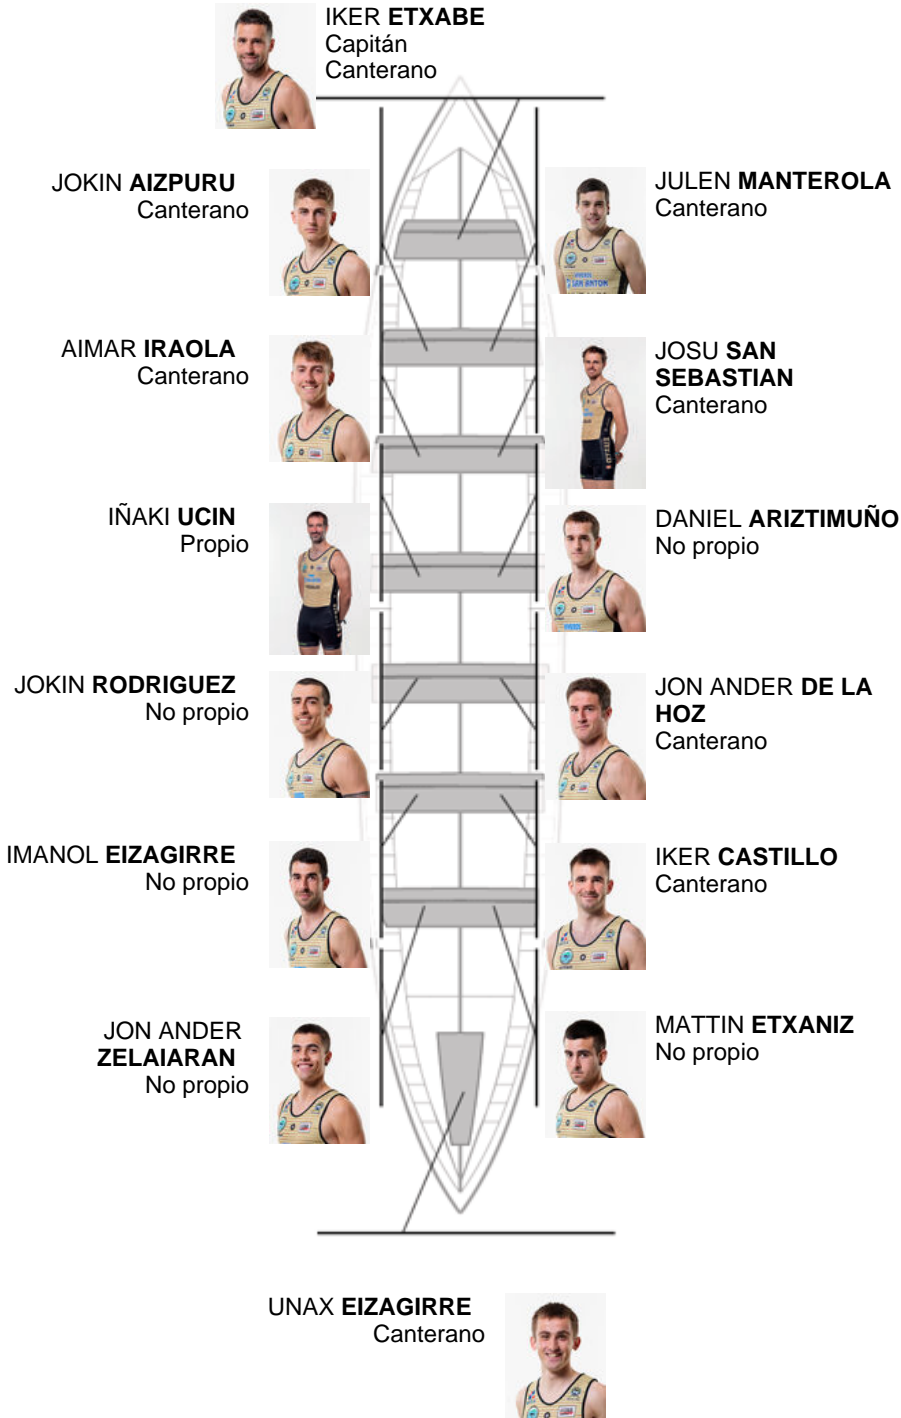 IKER ETXABE
Capitán
Canterano
JOKIN AIZPURU
Canterano
JULEN MANTEROLA
Canterano
AIMAR IRAOLA
Canterano
JOSU SAN
SEBASTIAN
Canterano
IÑAKI UCIN
Propio
DANIEL ARIZTIMUÑO
No propio
JOKIN RODRIGUEZ
No propio
JON ANDER DE LA
HOZ
Canterano
IMANOL EIZAGIRRE
No propio
IKER CASTILLO
Canterano
JON ANDER
ZELAIARAN
No propio
MATTIN ETXANIZ
No propio
UNAX EIZAGIRRE
Canterano